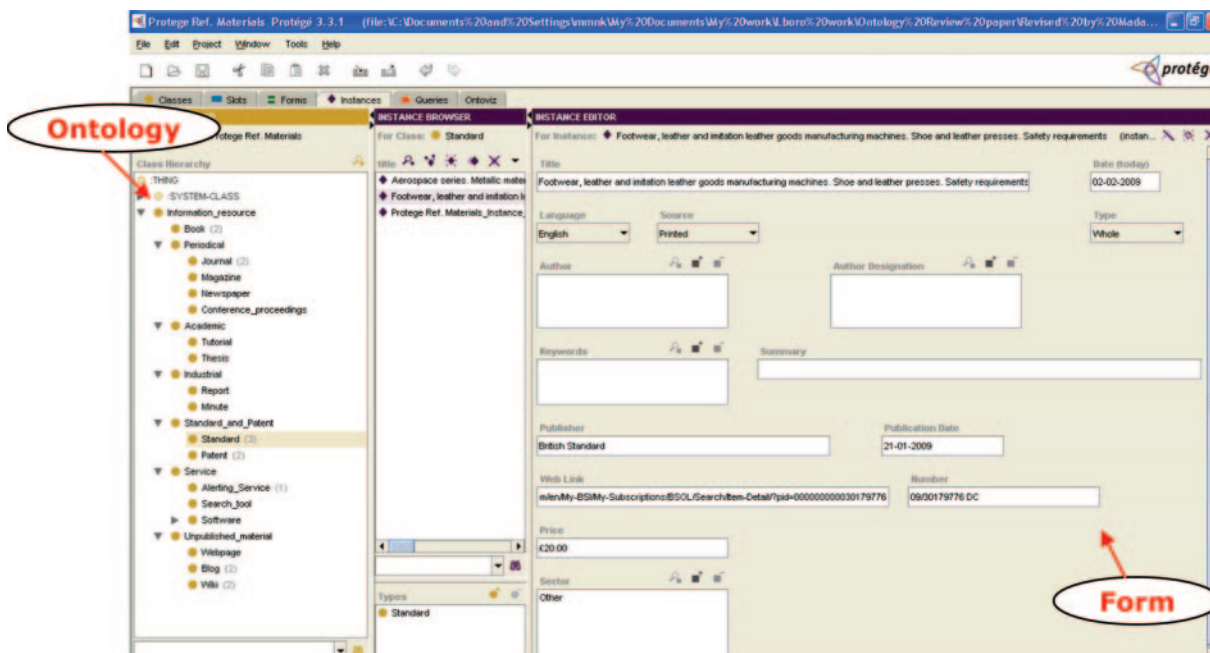 Protege Ref. Materials Protégé 3.3.1 (file:\C:\Documents%20and%20Settings\mmnk\My%20Documents\My%20work\Lboro%20work\Ontology%20Review%20paper\Revised%20by%20Mada...
File Edit Project Window Tools Help
protég
Classes Slots Forms Instances Queries Ontoviz
Ontology
INSTANCE BROWSER
INSTANCE EDITOR
Protege Ref. Materials
For Class: Standard
For Instance: Footwear, leather and imitation leather goods manufacturing machines. Shoe and leather presses. Safety requirements (instan...
Class Hierarchy
:THING
:SYSTEM-CLASS
Information_resource
Book (2)
Periodical
Journal (2)
Magazine
Newspaper
Conference_proceedings
Academic
Tutorial
Thesis
Industrial
Report
Minute
Standard_and_Patent
Standard (3)
Patent (2)
Service
Alerting_Service (1)
Search_tool
Software
Unpublished_material
Webpage
Blog (2)
Wiki (2)
title
Aerospace series. Metallic mater
Footwear, leather and imitation l
Protege Ref. Materials_Instance_
Types
Standard
Title
Date (today)
Footwear, leather and imitation leather goods manufacturing machines. Shoe and leather presses. Safety requirements
02-02-2009
Language Source Type
English Printed Whole
Author Author Designation
Keywords Summary
Publisher Publication Date
British Standard 21-01-2009
Web Link Number
m/en/My-BSI/My-Subscriptions/BSOL/Search/Item-Detail/?pid=000000000030179776 09/30179776 DC
Price
£20.00
Sector
Other
Form